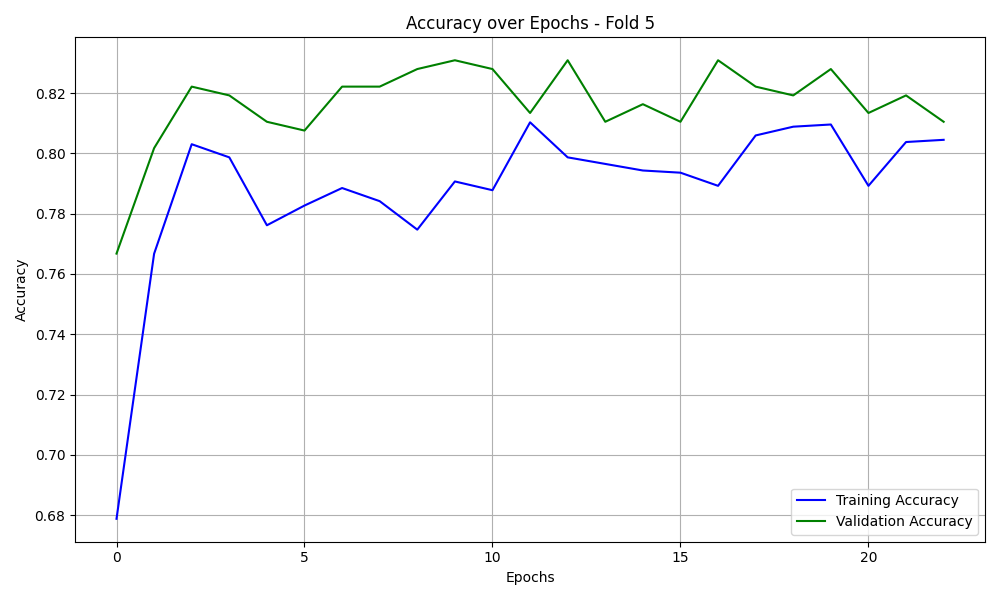 Accuracy over Epochs - Fold 5
Accuracy
0.82
0.80
0.78
0.76
0.74
0.72
0.70
0.68
0 5 10 15 20
Epochs
Training Accuracy
Validation Accuracy